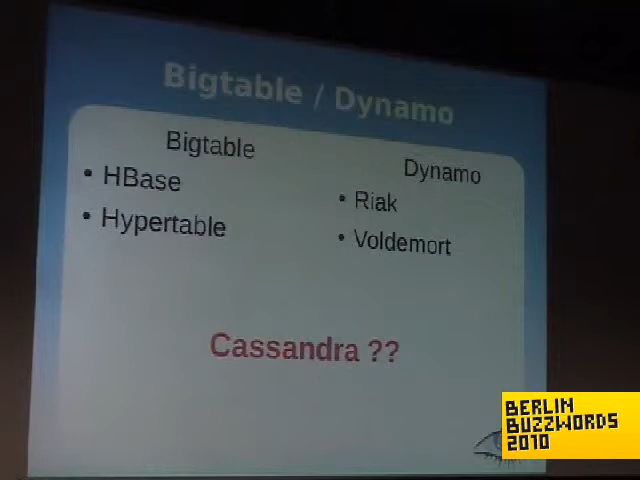 Bigtable / Dynamo
Bigtable
• HBase
• Hypertable
Dynamo
• Riak
• Voldemort
Cassandra ??
BERLIN
BUZZWORDS
2010